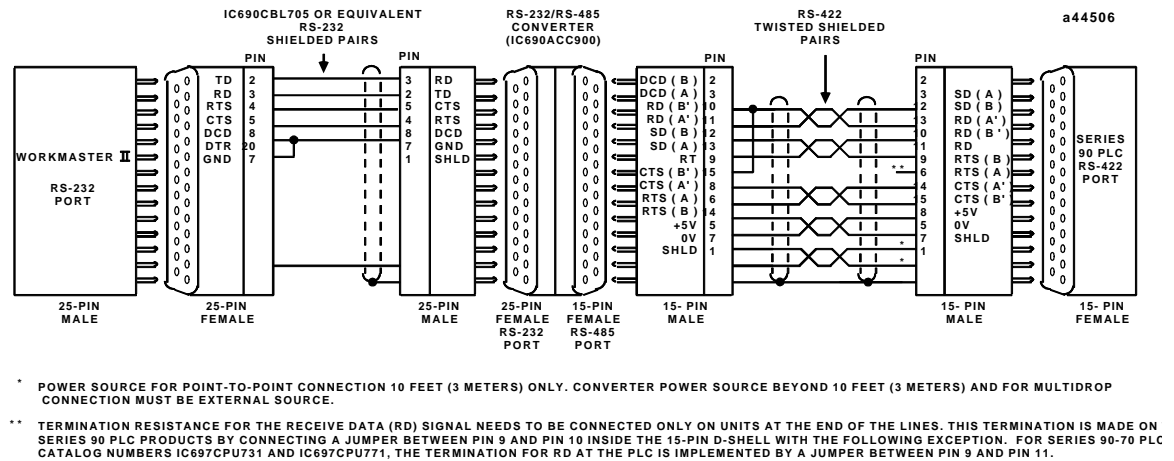 IC690CBL705 OR EQUIVALENT
RS-232
SHIELDED PAIRS
RS-232/RS-485
CONVERTER
(IC690ACC900)
RS-422
TWISTED SHIELDED
PAIRS
a44506
PIN
PIN
PIN
PIN
WORKMASTER II
RS-232
PORT
TD 2
RD 3
RTS 4
CTS 5
DCD 8
DTR 20
GND 7
3 RD
2 TD
5 CTS
4 RTS
8 DCD
7 GND
1 SHLD
DCD ( B ) 2
DCD ( A ) 3
RD ( B' ) 10
RD ( A' ) 11
SD ( B ) 12
SD ( A ) 13
RT 9
CTS ( B' ) 15
CTS ( A' ) 8
RTS ( A ) 6
RTS ( B ) 14
+5V 5
0V 7
SHLD 1
* *
*
*
2
3 SD ( A )
12 SD ( B )
13 RD ( A' )
10 RD ( B' )
11 RD
9 RTS ( B )
6 RTS ( A )
14 CTS ( A' )
15 CTS ( B' )
8 +5V
5 0V
7 SHLD
1
SERIES
90 PLC
RS-422
PORT
25-PIN
MALE
25-PIN
FEMALE
25-PIN
MALE
25-PIN
FEMALE
RS-232
PORT
15-PIN
FEMALE
RS-485
PORT
15-PIN
MALE
15- PIN
MALE
15- PIN
FEMALE
* POWER SOURCE FOR POINT-TO-POINT CONNECTION 10 FEET (3 METERS) ONLY. CONVERTER POWER SOURCE BEYOND 10 FEET (3 METERS) AND FOR MULTIDROP
CONNECTION MUST BE EXTERNAL SOURCE.
* * TERMINATION RESISTANCE FOR THE RECEIVE DATA (RD) SIGNAL NEEDS TO BE CONNECTED ONLY ON UNITS AT THE END OF THE LINES. THIS TERMINATION IS MADE ON
SERIES 90 PLC PRODUCTS BY CONNECTING A JUMPER BETWEEN PIN 9 AND PIN 10 INSIDE THE 15-PIN D-SHELL WITH THE FOLLOWING EXCEPTION. FOR SERIES 90-70 PLC
CATALOG NUMBERS IC697CPU731 AND IC697CPU771, THE TERMINATION FOR RD AT THE PLC IS IMPLEMENTED BY A JUMPER BETWEEN PIN 9 AND PIN 11.